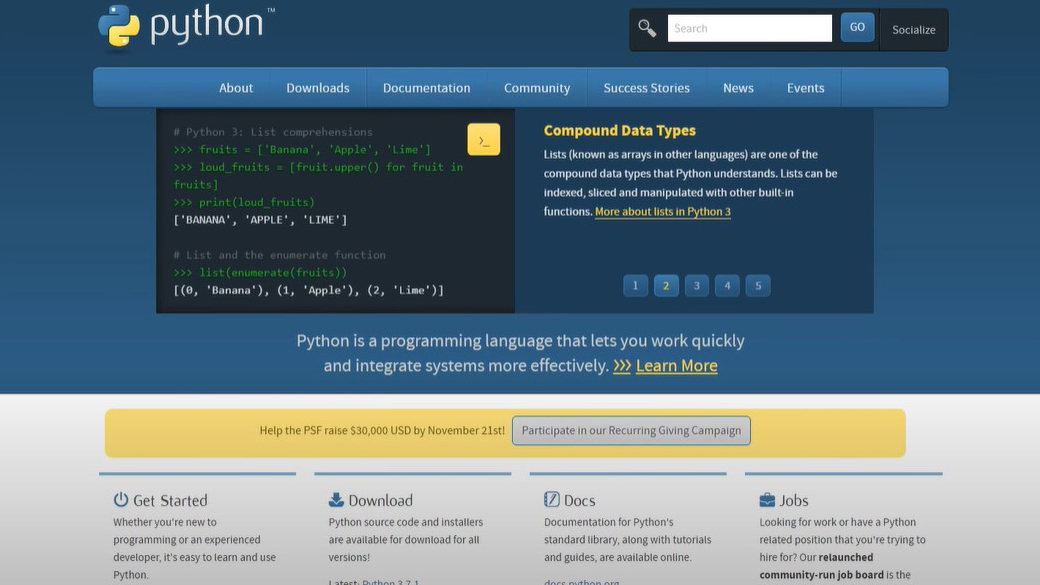 python™
Search
GO
Socialize
About
Downloads
Documentation
Community
Success Stories
News
Events
# Python 3: List comprehensions
>>> fruits = ['Banana', 'Apple', 'Lime']
>>> loud_fruits = [fruit.upper() for fruit in
fruits]
>>> print(loud_fruits)
['BANANA', 'APPLE', 'LIME']
# List and the enumerate function
>>> list(enumerate(fruits))
[(0, 'Banana'), (1, 'Apple'), (2, 'Lime')]
>_
Compound Data Types
Lists (known as arrays in other languages) are one of the
compound data types that Python understands. Lists can be
indexed, sliced and manipulated with other built-in
functions. More about lists in Python 3
1 2 3 4 5
Python is a programming language that lets you work quickly
and integrate systems more effectively. >>> Learn More
Help the PSF raise $30,000 USD by November 21st!
Participate in our Recurring Giving Campaign
Get Started
Whether you're new to
programming or an experienced
developer, it's easy to learn and use
Python.
Download
Python source code and installers
are available for download for all
versions!
Latest: Python 3.7.1
Docs
Documentation for Python's
standard library, along with tutorials
and guides, are available online.
docs.python.org
Jobs
Looking for work or have a Python
related position that you're trying to
hire for? Our relaunched
community-run job board is the